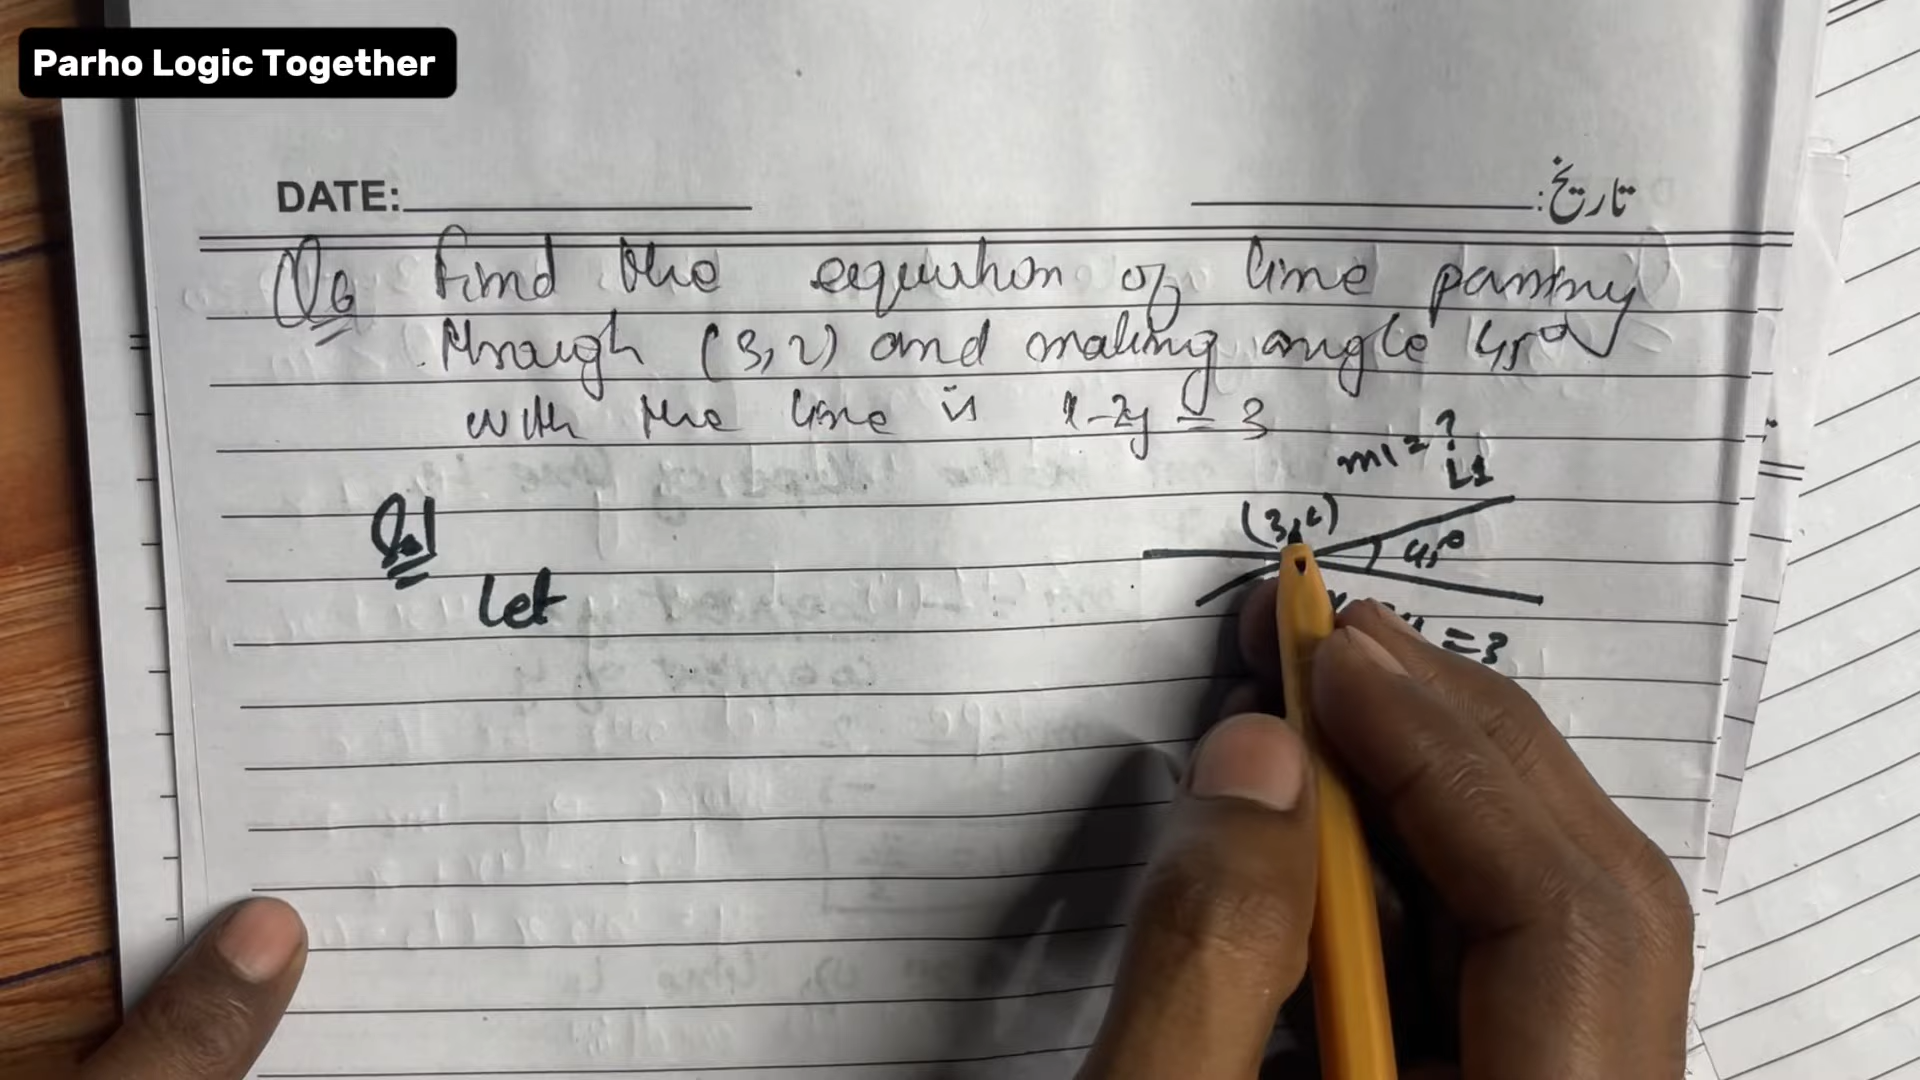 Parho Logic Together
DATE:
تاریخ:
Q6 Find the equation of line passing
through (3,2) and making angle 45°
with the line is x-2y=3
m1=?
L1
(3,2)
45°
Sol
Let
=3